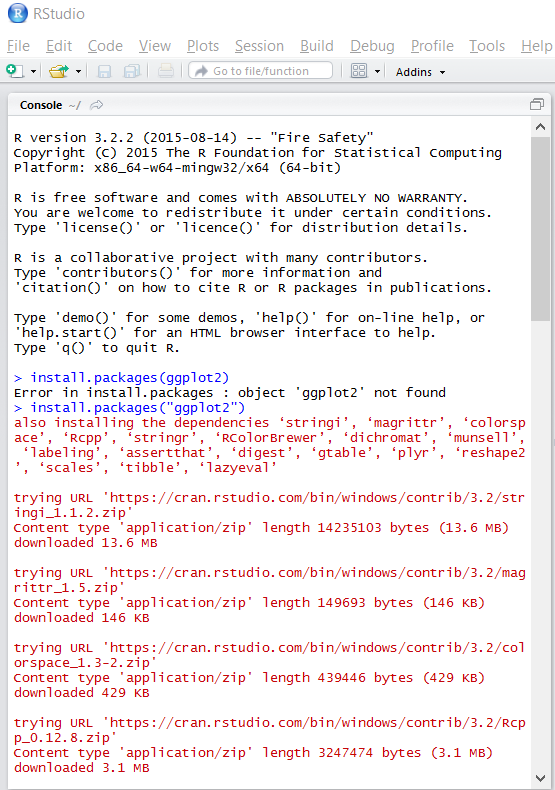 R RStudio
File Edit Code View Plots Session Build Debug Profile Tools Help
Go to file/function Addins
Console ~/
R version 3.2.2 (2015-08-14) -- "Fire Safety"
Copyright (C) 2015 The R Foundation for Statistical Computing
Platform: x86_64-w64-mingw32/x64 (64-bit)
R is free software and comes with ABSOLUTELY NO WARRANTY.
You are welcome to redistribute it under certain conditions.
Type 'license()' or 'licence()' for distribution details.
R is a collaborative project with many contributors.
Type 'contributors()' for more information and
'citation()' on how to cite R or R packages in publications.
Type 'demo()' for some demos, 'help()' for on-line help, or
'help.start()' for an HTML browser interface to help.
Type 'q()' to quit R.
> install.packages(ggplot2)
Error in install.packages : object 'ggplot2' not found
> install.packages("ggplot2")
also installing the dependencies ‘stringi’, ‘magrittr’, ‘colorsp
ace’, ‘Rcpp’, ‘stringr’, ‘RColorBrewer’, ‘dichromat’, ‘munsell’,
‘labeling’, ‘assertthat’, ‘digest’, ‘gtable’, ‘plyr’, ‘reshape2
’, ‘scales’, ‘tibble’, ‘lazyeval’
trying URL 'https://cran.rstudio.com/bin/windows/contrib/3.2/str
ingi_1.1.2.zip'
Content type 'application/zip' length 14235103 bytes (13.6 MB)
downloaded 13.6 MB
trying URL 'https://cran.rstudio.com/bin/windows/contrib/3.2/mag
rittr_1.5.zip'
Content type 'application/zip' length 149693 bytes (146 KB)
downloaded 146 KB
trying URL 'https://cran.rstudio.com/bin/windows/contrib/3.2/col
orspace_1.3-2.zip'
Content type 'application/zip' length 439446 bytes (429 KB)
downloaded 429 KB
trying URL 'https://cran.rstudio.com/bin/windows/contrib/3.2/Rcp
p_0.12.8.zip'
Content type 'application/zip' length 3247474 bytes (3.1 MB)
downloaded 3.1 MB